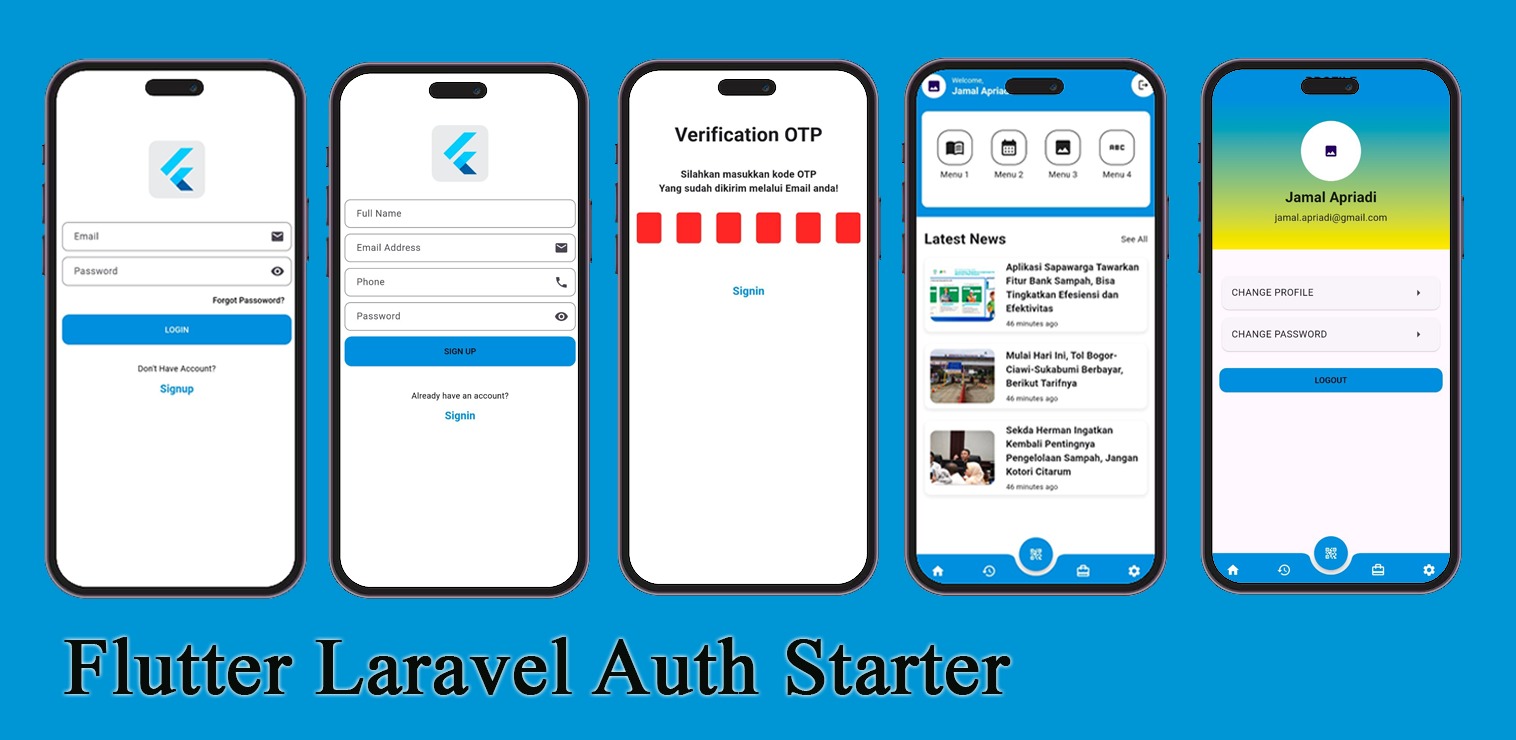 Email
Password
Forgot Passoword?
LOGIN
Don't Have Account?
Signup
Full Name
Email Address
Phone
Password
SIGN UP
Already have an account?
Signin
Verification OTP
Silahkan masukkan kode OTP
Yang sudah dikirim melalui Email anda!
Signin
Welcome,
Jamal Apria
Menu 1
Menu 2
Menu 3
ABC
Menu 4
Latest News
See All
Aplikasi Sapawarga Tawarkan
Fitur Bank Sampah, Bisa
Tingkatkan Efesiensi dan
Efektivitas
46 minutes ago
Mulai Hari Ini, Tol Bogor-
Ciawi-Sukabumi Berbayar,
Berikut Tarifnya
46 minutes ago
Sekda Herman Ingatkan
Kembali Pentingnya
Pengelolaan Sampah, Jangan
Kotori Citarum
46 minutes ago
PROFILE
Jamal Apriadi
jamal.apriadi@gmail.com
CHANGE PROFILE
CHANGE PASSWORD
LOGOUT
Flutter Laravel Auth Starter